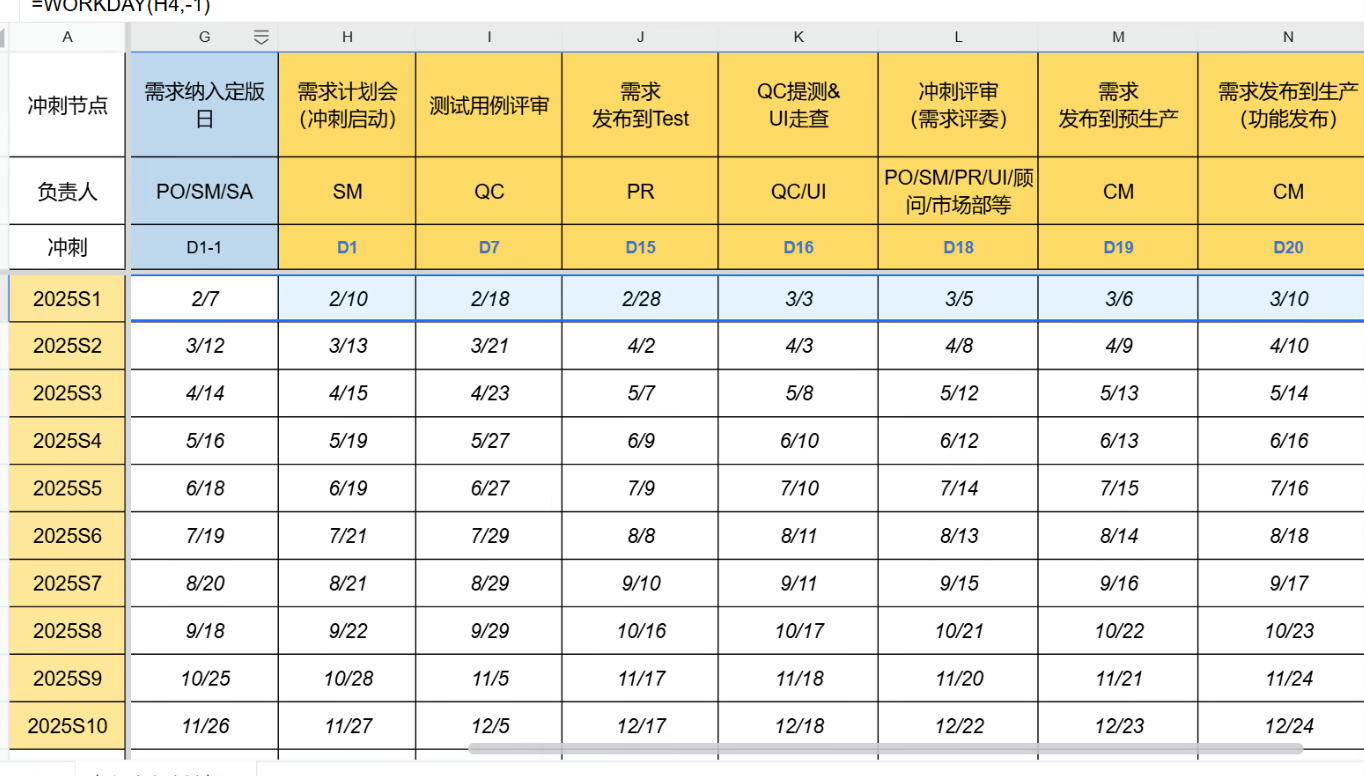 =WORKDAY(H4,-1)
A G H I J K L M N
冲刺节点 需求纳入定版日 需求计划会（冲刺启动） 测试用例评审 需求发布到Test QC提测&UI走查 冲刺评审（需求评委） 需求发布到预生产 需求发布到生产（功能发布）
负责人 PO/SM/SA SM QC PR QC/UI PO/SM/PR/UI/顾问/市场部等 CM CM
冲刺 D1-1 D1 D7 D15 D16 D18 D19 D20
2025S1 2/7 2/10 2/18 2/28 3/3 3/5 3/6 3/10
2025S2 3/12 3/13 3/21 4/2 4/3 4/8 4/9 4/10
2025S3 4/14 4/15 4/23 5/7 5/8 5/12 5/13 5/14
2025S4 5/16 5/19 5/27 6/9 6/10 6/12 6/13 6/16
2025S5 6/18 6/19 6/27 7/9 7/10 7/14 7/15 7/16
2025S6 7/19 7/21 7/29 8/8 8/11 8/13 8/14 8/18
2025S7 8/20 8/21 8/29 9/10 9/11 9/15 9/16 9/17
2025S8 9/18 9/22 9/29 10/16 10/17 10/21 10/22 10/23
2025S9 10/25 10/28 11/5 11/17 11/18 11/20 11/21 11/24
2025S10 11/26 11/27 12/5 12/17 12/18 12/22 12/23 12/24